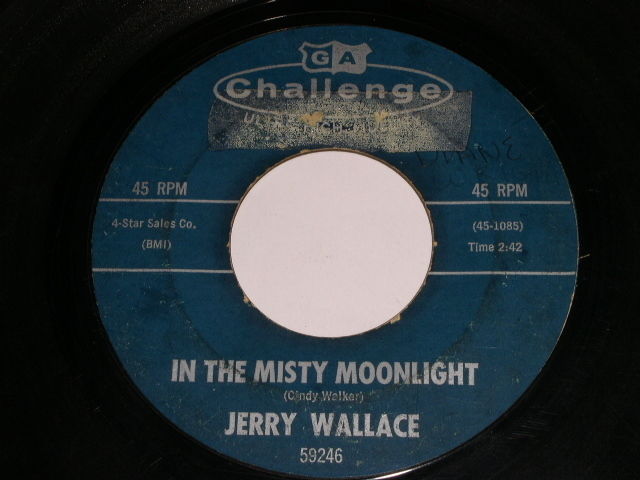 GA
Challenge
DIANE
45 RPM
45 RPM
4-Star Sales Co.
(BMI)
(45-1085)
Time 2:42
IN THE MISTY MOONLIGHT
(Cindy Walker)
JERRY WALLACE
59246